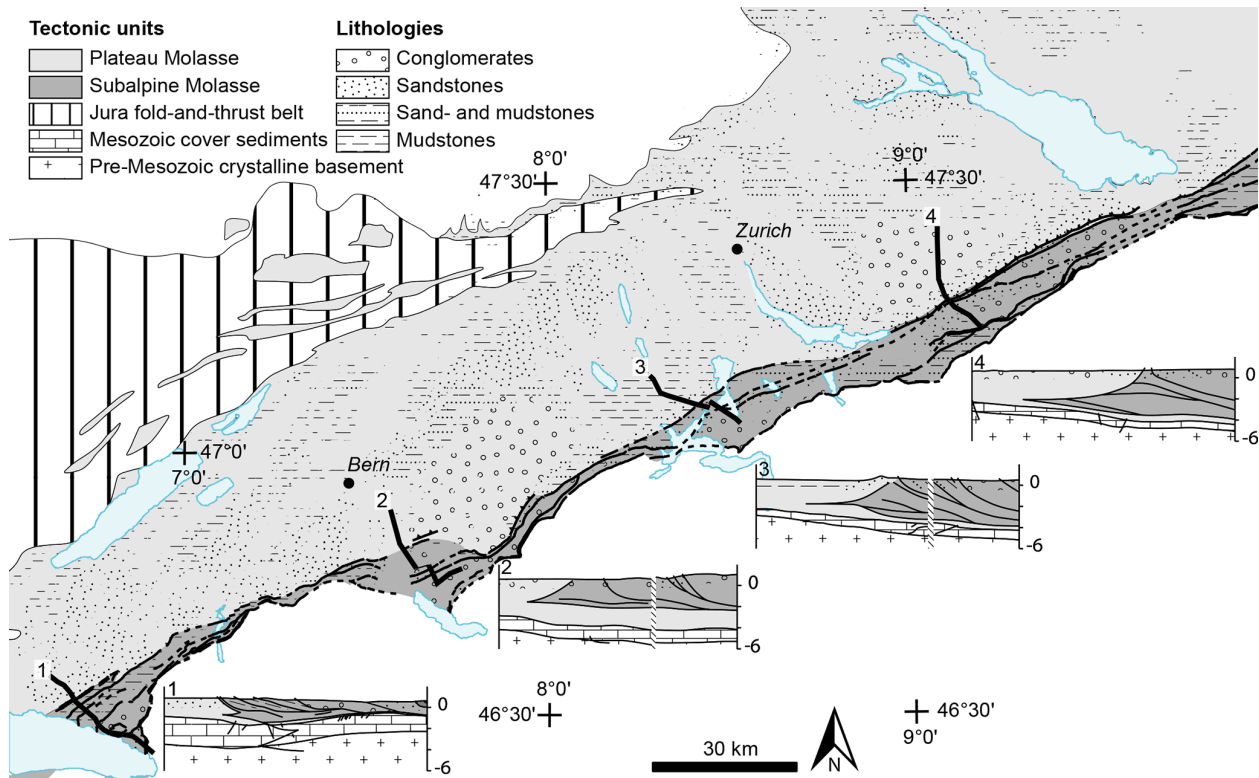 Tectonic units
Plateau Molasse
Subalpine Molasse
Jura fold-and-thrust belt
Mesozoic cover sediments
Pre-Mesozoic crystalline basement
Lithologies
Conglomerates
Sandstones
Sand- and mudstones
Mudstones
8°0'
47°30'
9°0'
47°30'
4
Zurich
3
47°0'
7°0'
Bern
2
1
4
0
-6
3
0
-6
2
0
-6
1
0
-6
8°0'
46°30'
46°30'
9°0'
30 km
N